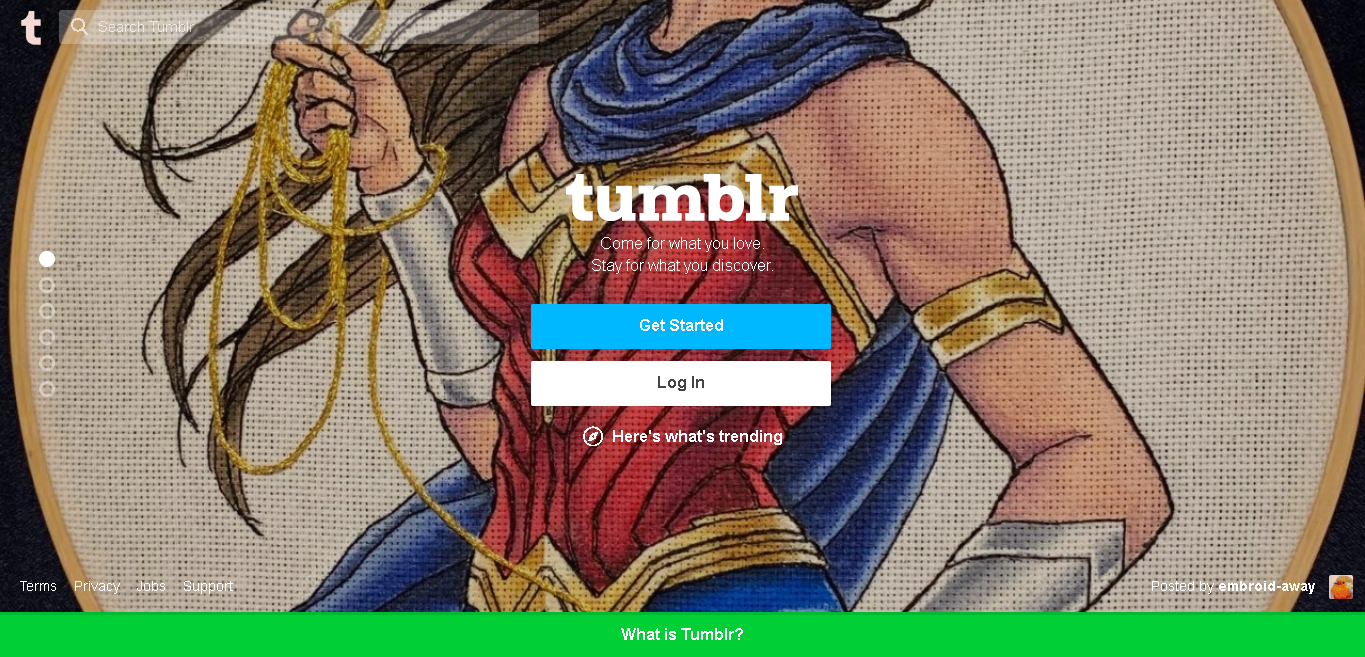 t
Search Tumblr
tumblr
Come for what you love.
Stay for what you discover.
Get Started
Log In
Here's what's trending
Terms Privacy Jobs Support
Posted by embroid-away
What is Tumblr?